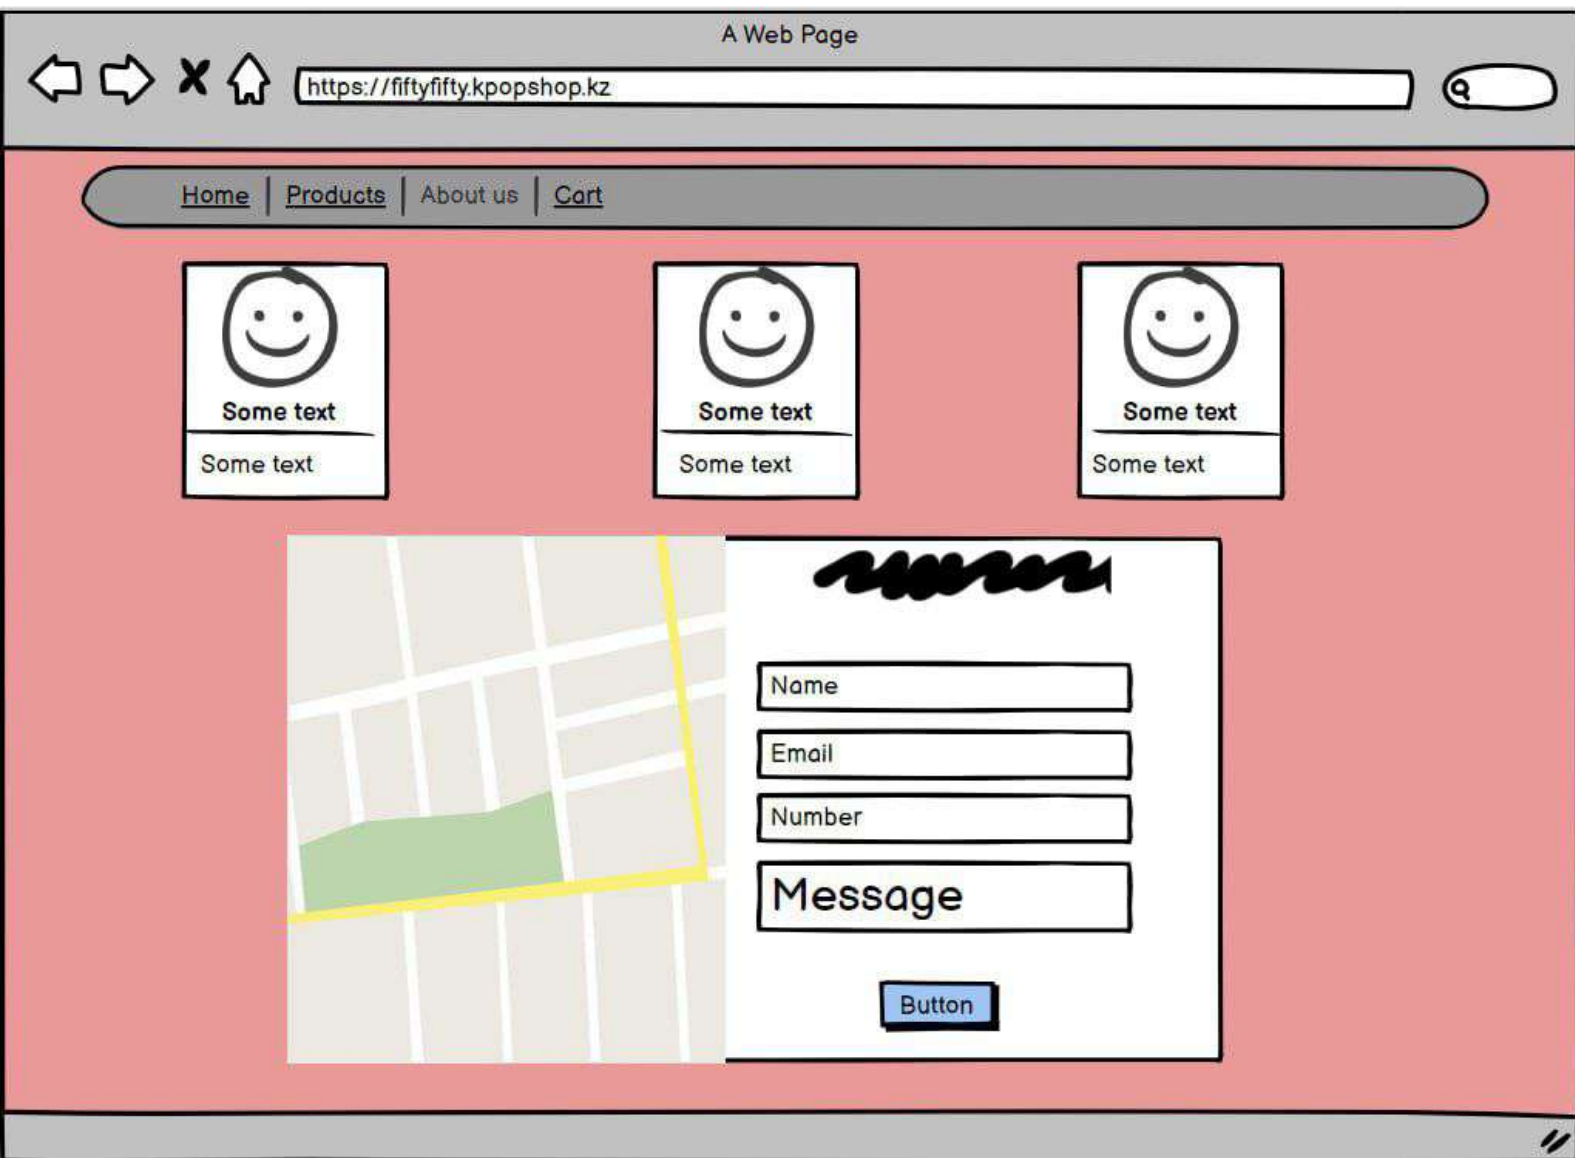 A Web Page
https://fiftyfifty.kpopshop.kz
Home | Products | About us | Cart
Some text
Some text
Some text
Some text
Some text
Some text
Name
Email
Number
Message
Button